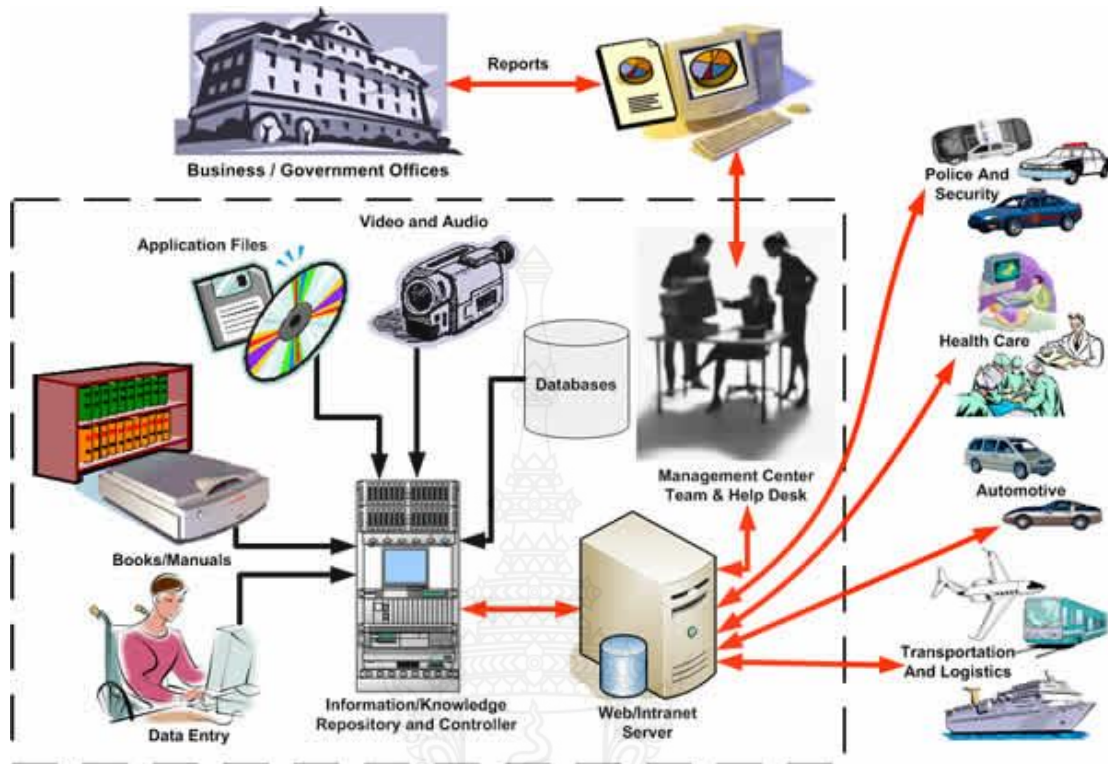 Reports
Business / Government Offices
Police And
Security
Video and Audio
Application Files
Health Care
Databases
Management Center
Team & Help Desk
Automotive
Books/Manuals
Transportation
And Logistics
Information/Knowledge
Repository and Controller
Web/Intranet
Server
Data Entry